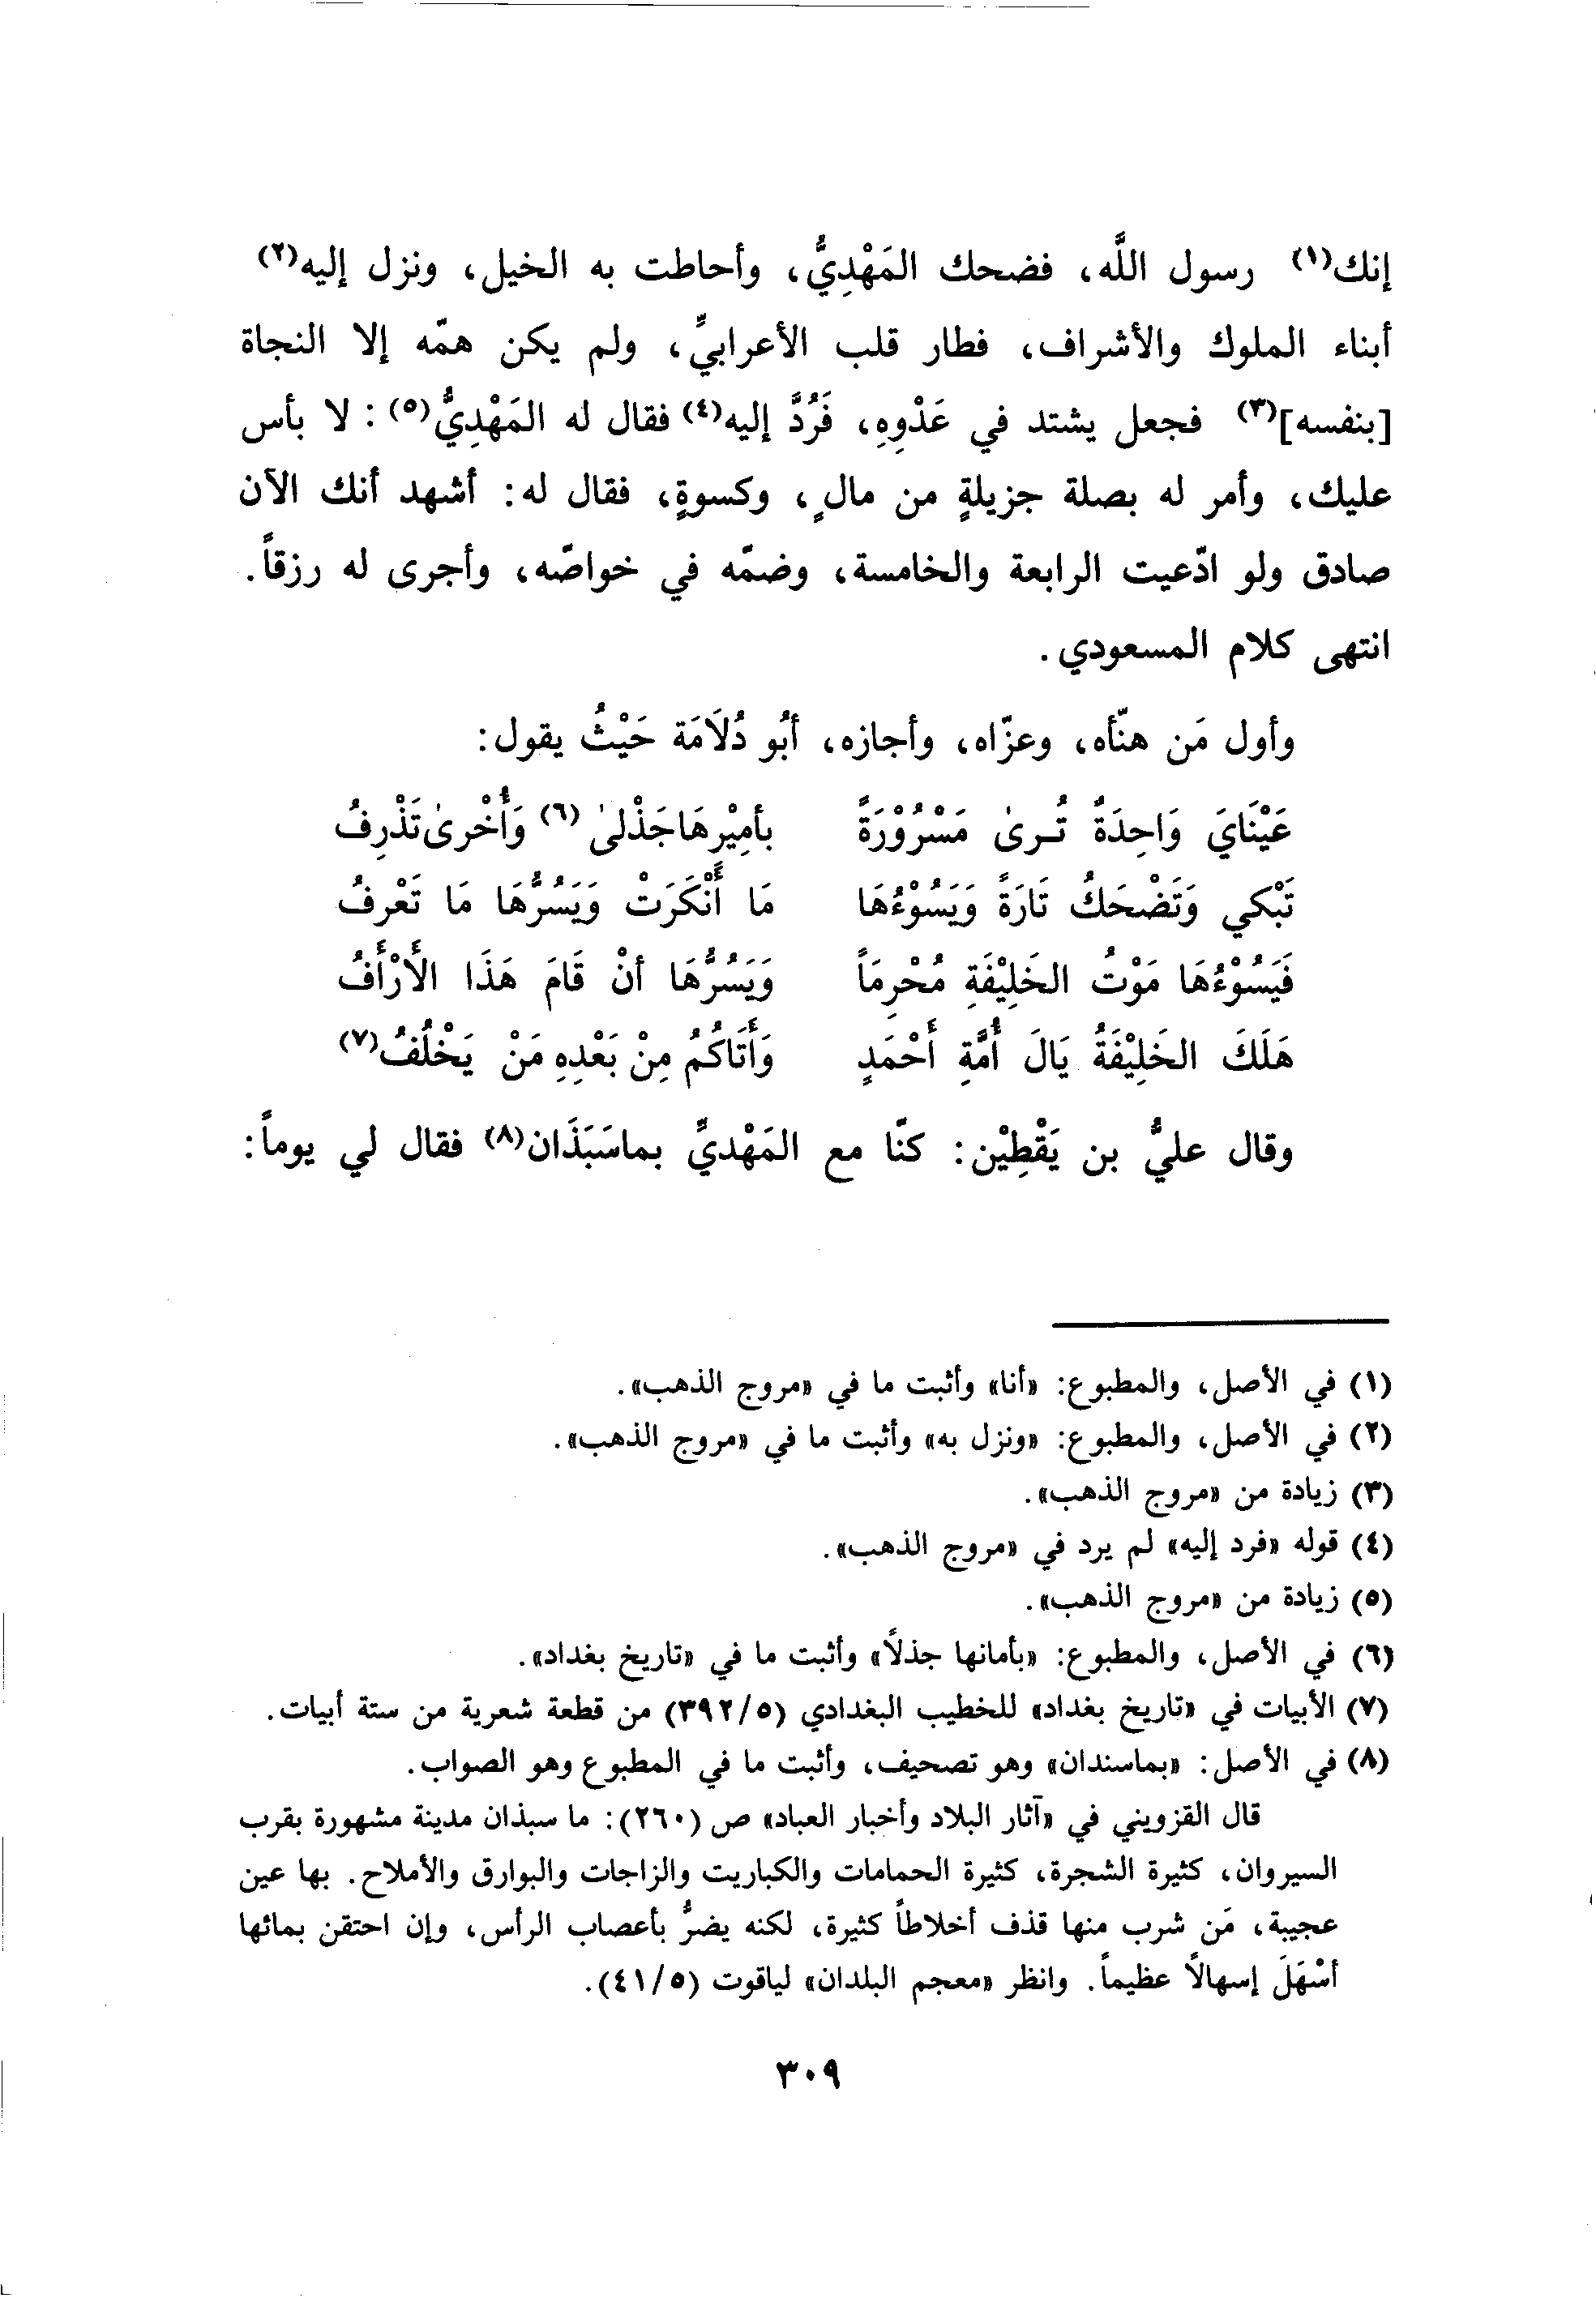 إنك(١) رسول اللَّه، فضحك المَهْدِيُّ، وأحاطت به الخيل، ونزل إليه(٢)
أبناء الملوك والأشراف، فطار قلب الأعرابيِّ، ولم يكن همّه إلا النجاة
[بنفسه](٣) فجعل يشتد في عَدْوِهِ، فَرُدَّ إليه(٤) فقال له المَهْدِيُّ(٥): لا بأس
عليك، وأمر له بصلة جزيلةٍ من مالٍ، وكسوةٍ، فقال له: أشهد أنك الآن
صادق ولو ادّعيت الرابعة والخامسة، وضمّه في خواصّه، وأجرى له رزقاً.
انتهى كلام المسعودي.
وأول مَن هنّأه، وعزّاه، وأجازه، أبُو دُلَامَة حَيْثُ يقول:
عَيْنَايَ وَاحِدَةٌ تُـرىٰ مَسْرُوْرَةً بأمِيْرِهَا جَذْلىٰ(٦) وَأُخْرىٰ تَذْرِفُ
تَبْكي وَتَضْحَكُ تَارَةً وَيَسُوْءُهَا مَا أَنْكَرَتْ وَيَسُرُّهَا مَا تَعْرِفُ
فَيَسُوْءُهَا مَوْتُ الخَلِيْفَةِ مُحْرِمَاً وَيَسُرُّهَا أنْ قَامَ هَذَا الأَرْأَفُ
هَلَكَ الخَلِيْفَةُ يَالَ أُمَّةِ أَحْمَدٍ وَأَتَاكُمُ مِنْ بَعْدِهِ مَنْ يَخْلُفُ(٧)
وقال عليُّ بن يَقْطِيْن: كنّا مع المَهْديِّ بماسَبَذَان(٨) فقال لي يوماً:
(١) في الأصل، والمطبوع: «أنا» وأثبت ما في «مروج الذهب».
(٢) في الأصل، والمطبوع: «ونزل به» وأثبت ما في «مروج الذهب».
(٣) زيادة من «مروج الذهب».
(٤) قوله «فرد إليه» لم يرد في «مروج الذهب».
(٥) زيادة من «مروج الذهب».
(٦) في الأصل، والمطبوع: «بأمانها جذلاً» وأثبت ما في «تاريخ بغداد».
(٧) الأبيات في «تاريخ بغداد» للخطيب البغدادي (٣٩٢/٥) من قطعة شعرية من ستة أبيات.
(٨) في الأصل: «بماسندان» وهو تصحيف، وأثبت ما في المطبوع وهو الصواب.
قال القزويني في «آثار البلاد وأخبار العباد» ص (٢٦٠): ما سبذان مدينة مشهورة بقرب
السيروان، كثيرة الشجرة، كثيرة الحمامات والكباريت والزاجات والبوارق والأملاح. بها عين
عجيبة، مَن شرب منها قذف أخلاطاً كثيرة، لكنه يضرُّ بأعصاب الرأس، وإن احتقن بمائها
أسْهَلَ إسهالاً عظيماً. وانظر «معجم البلدان» لياقوت (٤١/٥).
٣٠٩